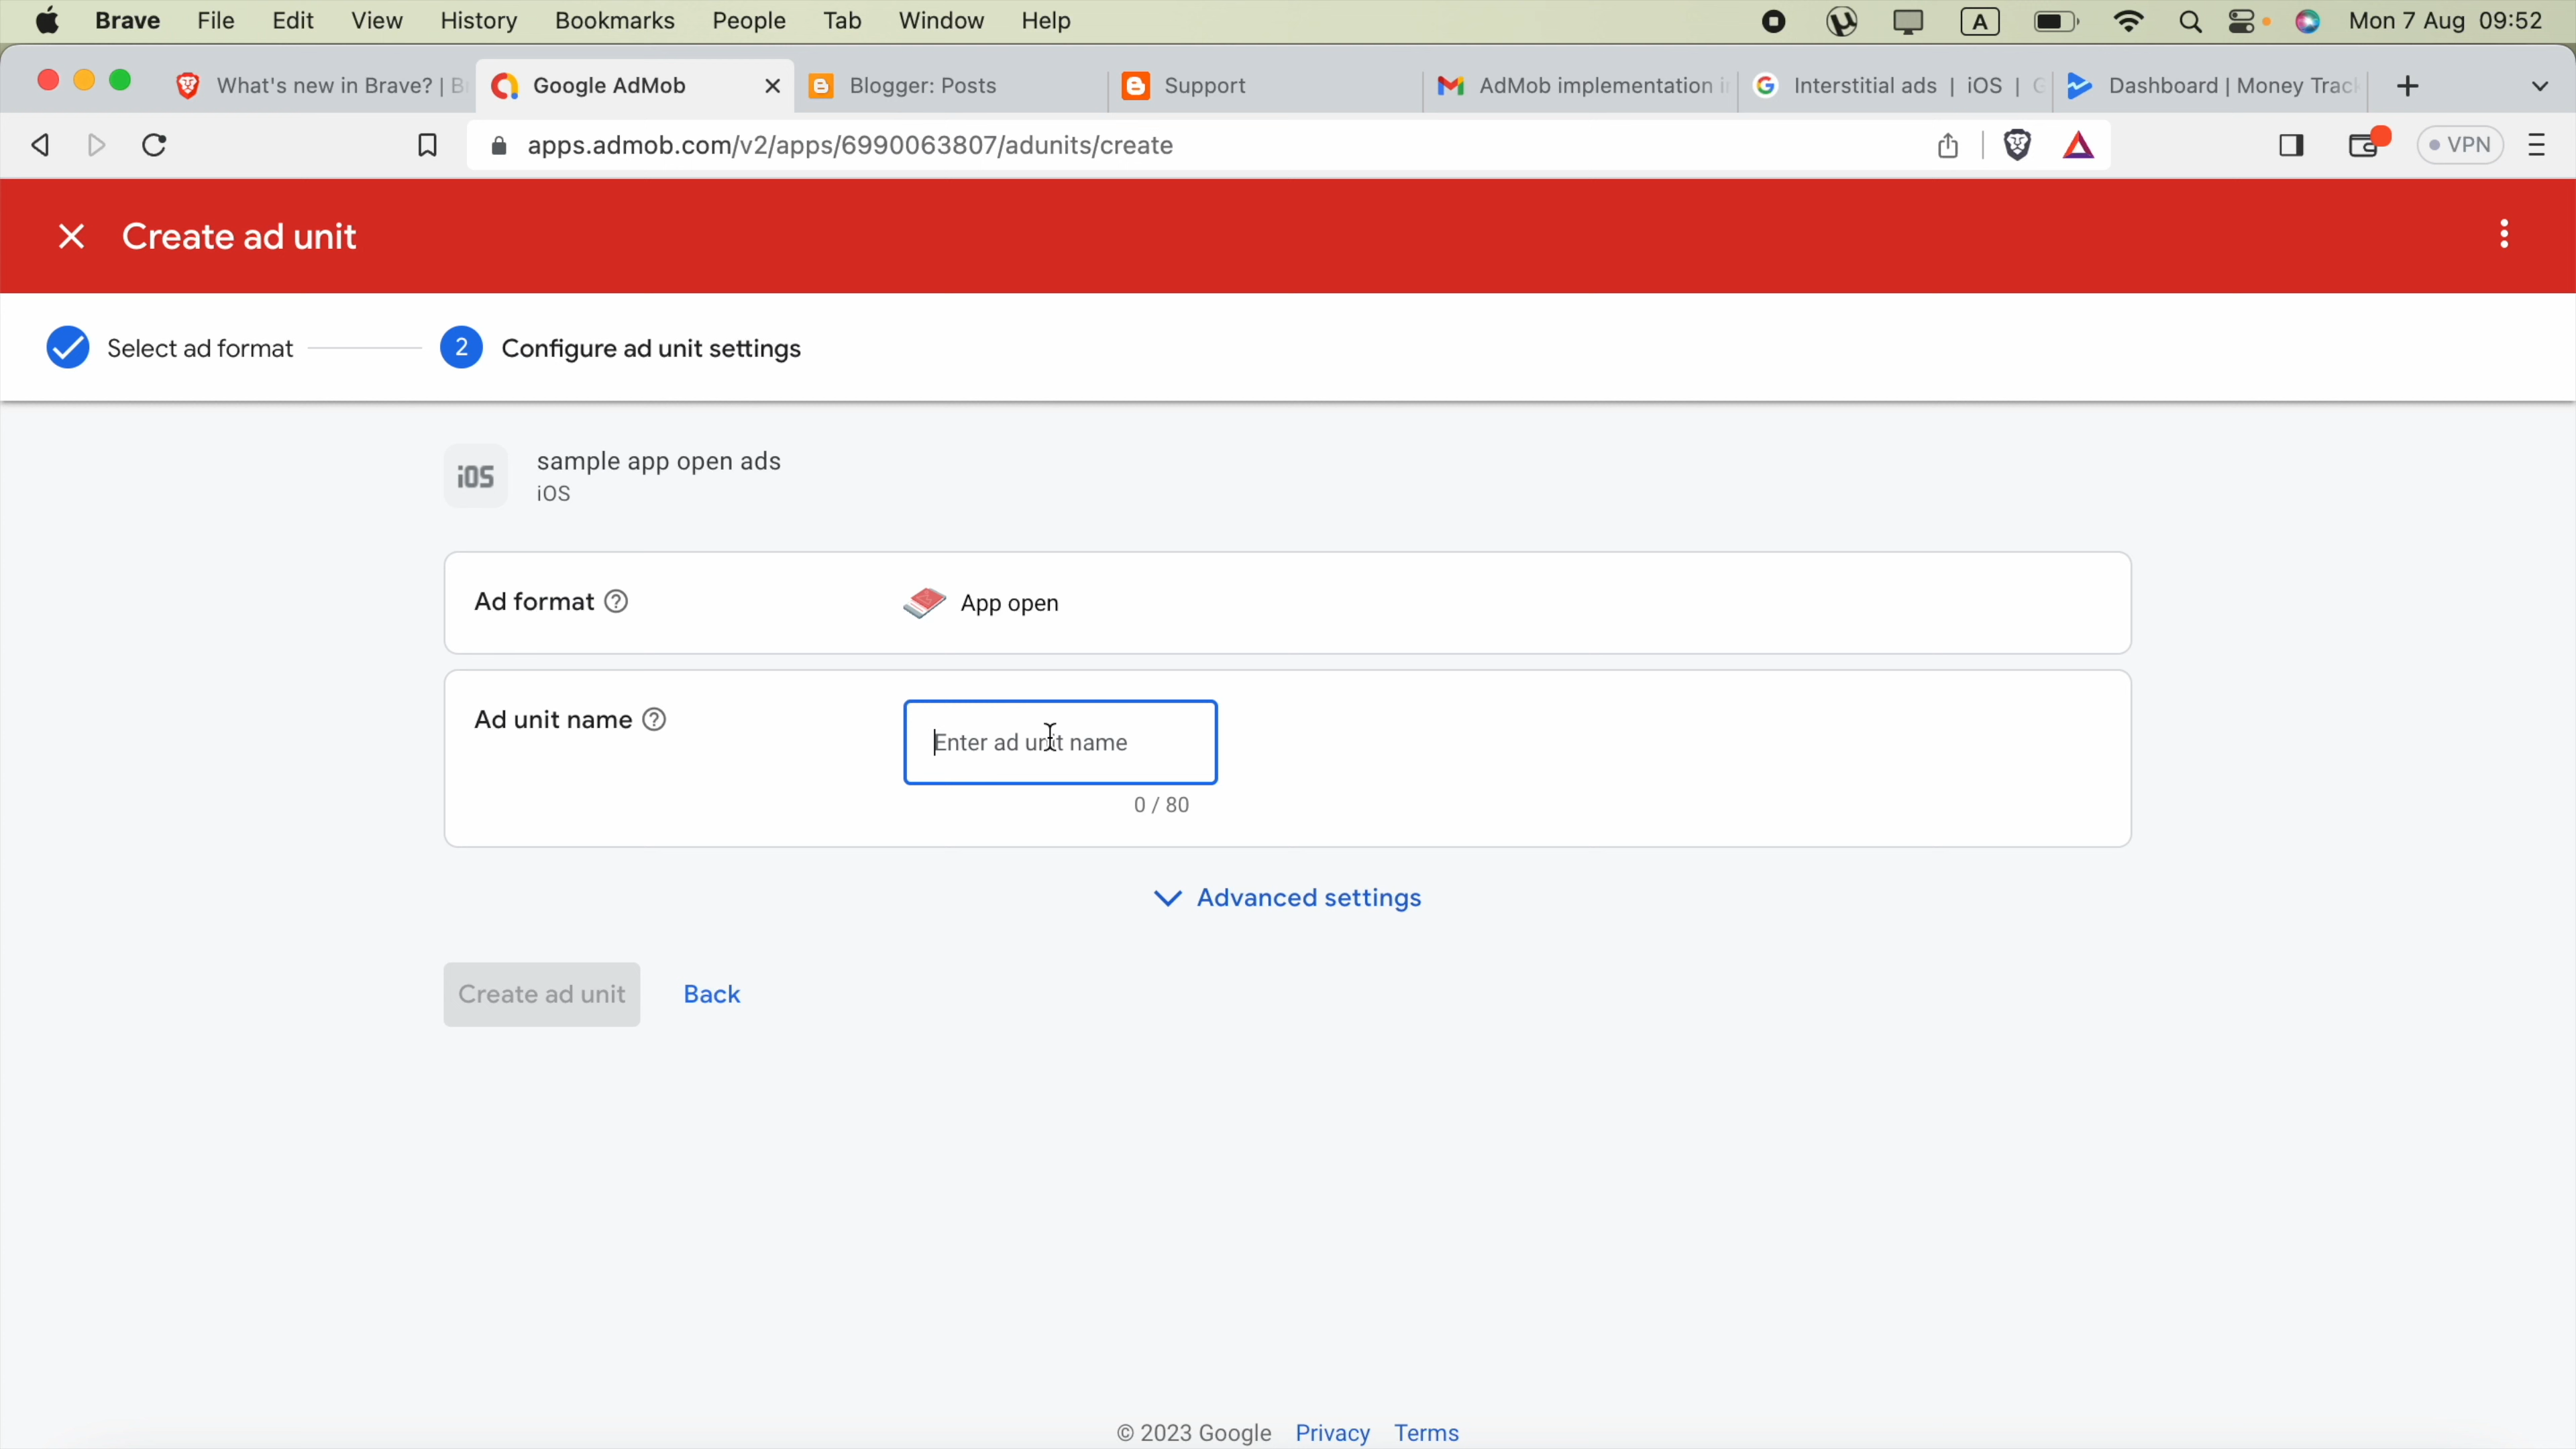 Brave File Edit View History Bookmarks People Tab Window Help A Mon 7 Aug 09:52
What's new in Brave? | B Google AdMob Blogger: Posts Support AdMob implementation i Interstitial ads | iOS | G Dashboard | Money Track
apps.admob.com/v2/apps/6990063807/adunits/create VPN
Create ad unit
Select ad format 2 Configure ad unit settings
iOS sample app open ads
iOS
Ad format ? App open
Ad unit name ? Enter ad unit name
0 / 80
Advanced settings
Create ad unit Back
© 2023 Google Privacy Terms